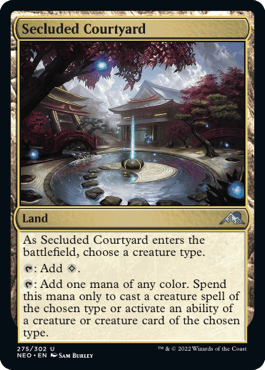 Secluded Courtyard
Land
As Secluded Courtyard enters the
battlefield, choose a creature type.
: Add .
: Add one mana of any color. Spend
this mana only to cast a creature spell of
the chosen type or activate an ability of
a creature or creature card of the chosen
type.
275/302 U
NEO • EN SAM BURLEY
™ & © 2022 Wizards of the Coast